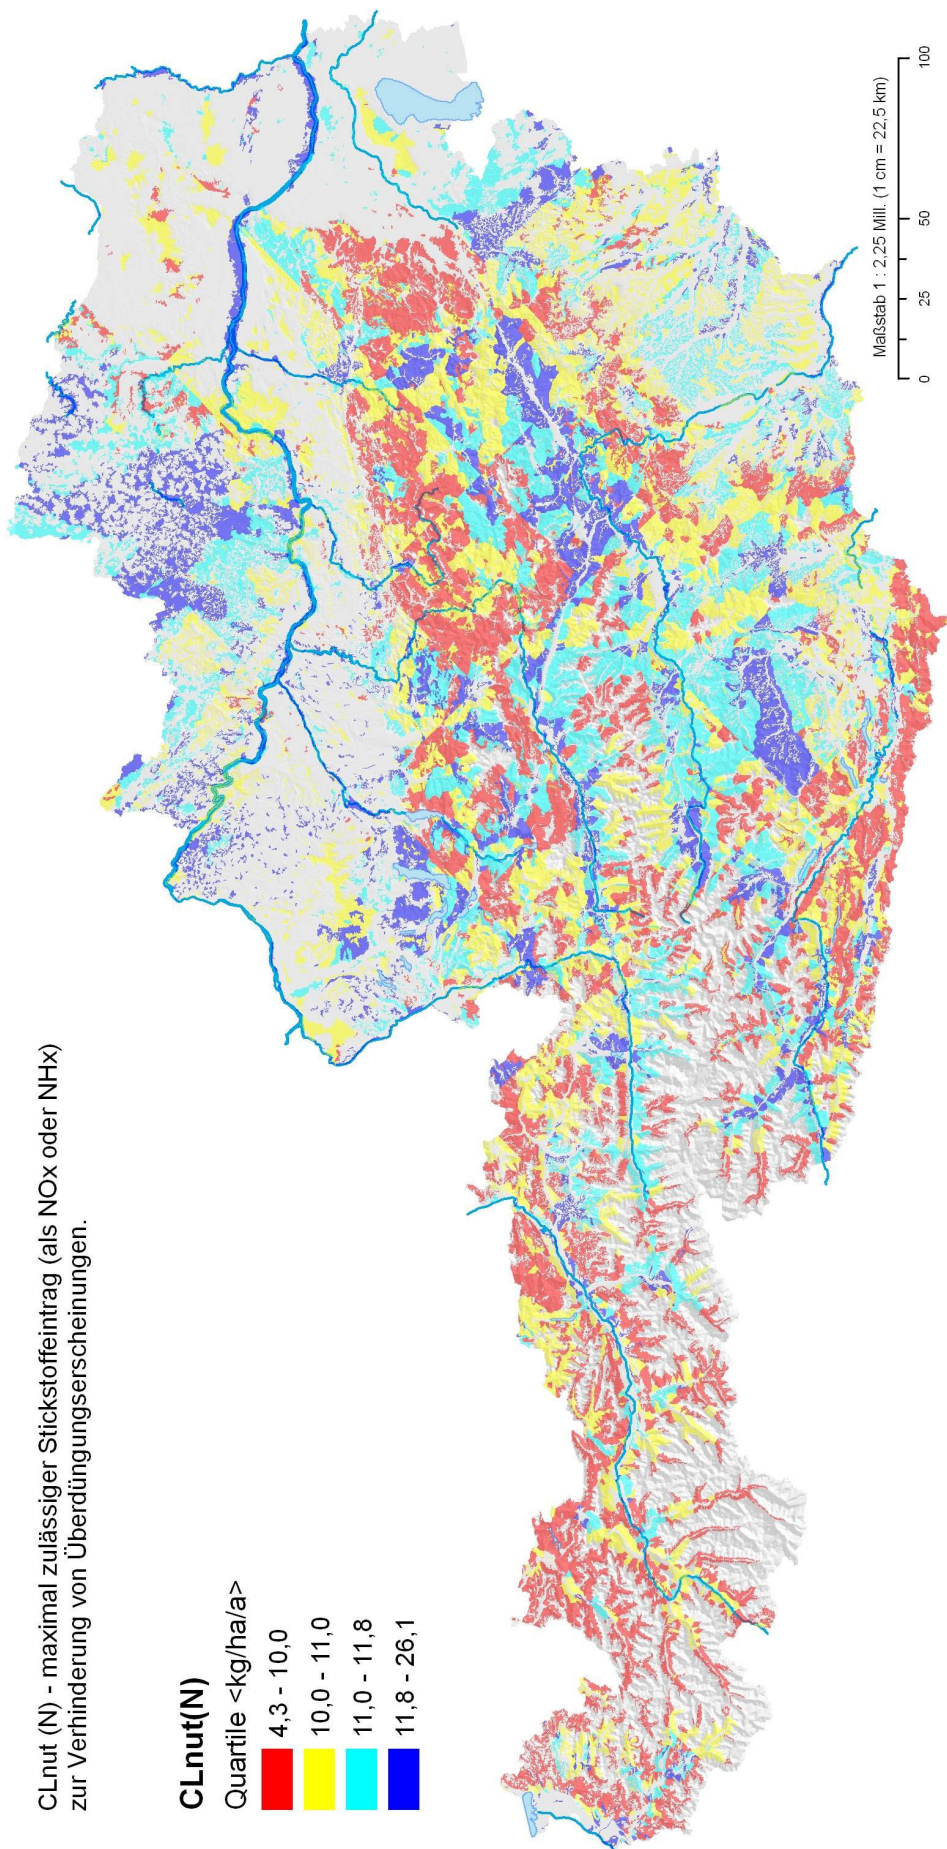 CLnut (N) - maximal zulässiger Stickstoffeintrag (als NOx oder NHx)
zur Verhinderung von Überdüngungserscheinungen.
CLnut(N)
Quartile <kg/ha/a>
4,3 - 10,0
10,0 - 11,0
11,0 - 11,8
11,8 - 26,1
Maßstab 1 : 2,25 Mill. (1 cm = 22,5 km)
0 25 50 100